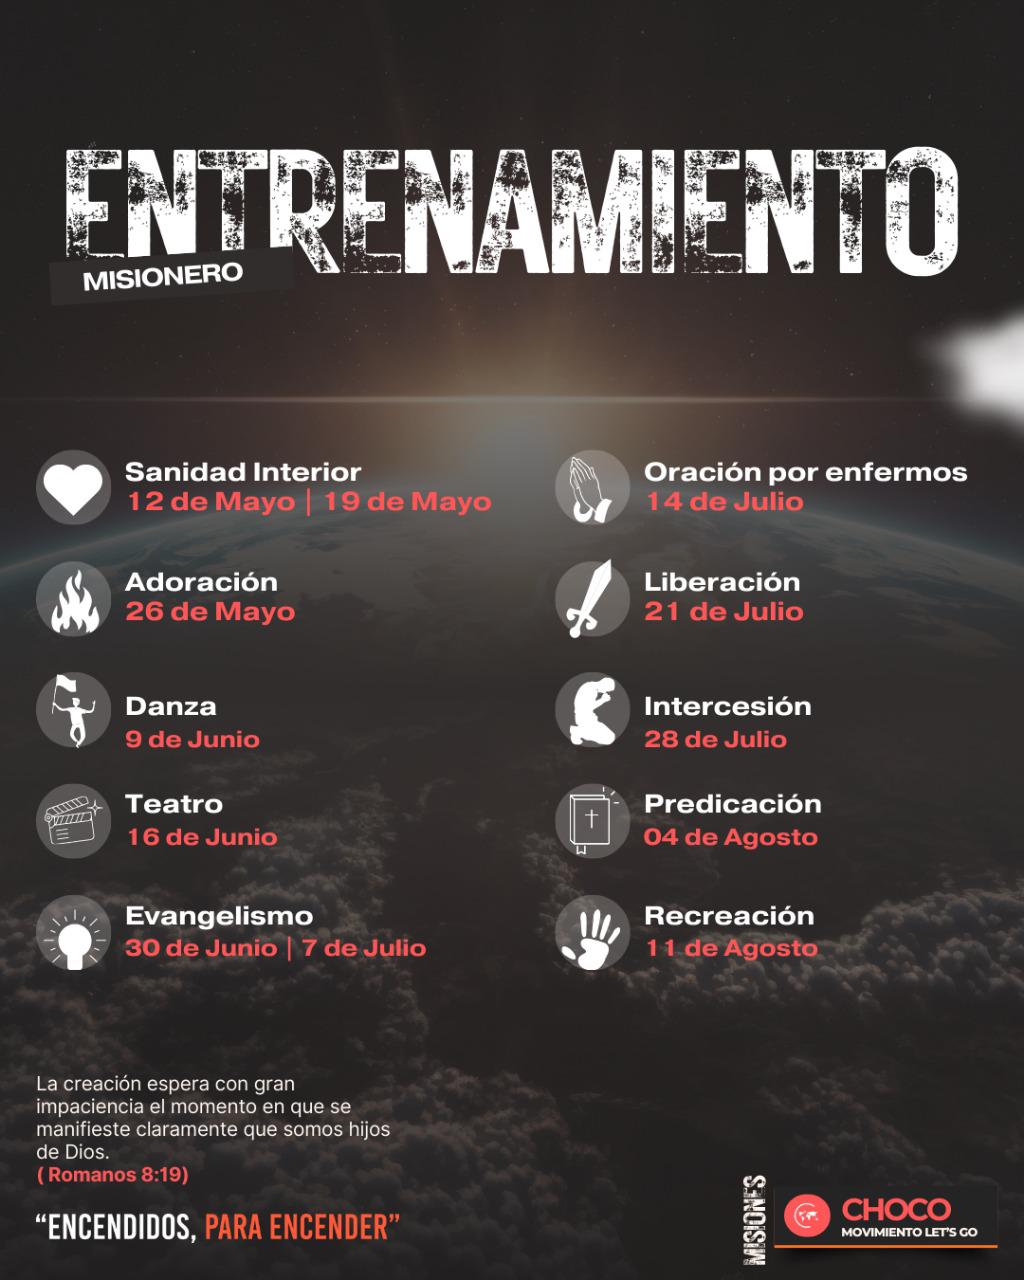 ENTRENAMIENTO
MISIONERO
Sanidad Interior
12 de Mayo | 19 de Mayo
Adoración
26 de Mayo
Danza
9 de Junio
Teatro
16 de Junio
Evangelismo
30 de Junio | 7 de Julio
Oración por enfermos
14 de Julio
Liberación
21 de Julio
Intercesión
28 de Julio
Predicación
04 de Agosto
Recreación
11 de Agosto
La creación espera con gran
impaciencia el momento en que se
manifieste claramente que somos hijos
de Dios.
( Romanos 8:19)
“ENCENDIDOS, PARA ENCENDER”
MISIONES
CHOCO
MOVIMIENTO LET'S GO